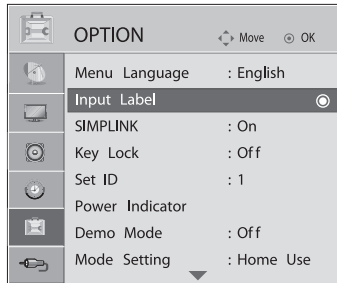 OPTION Move OK
Menu Language : English
Input Label
SIMPLINK : On
Key Lock : Off
Set ID : 1
Power Indicator
Demo Mode : Off
Mode Setting : Home Use